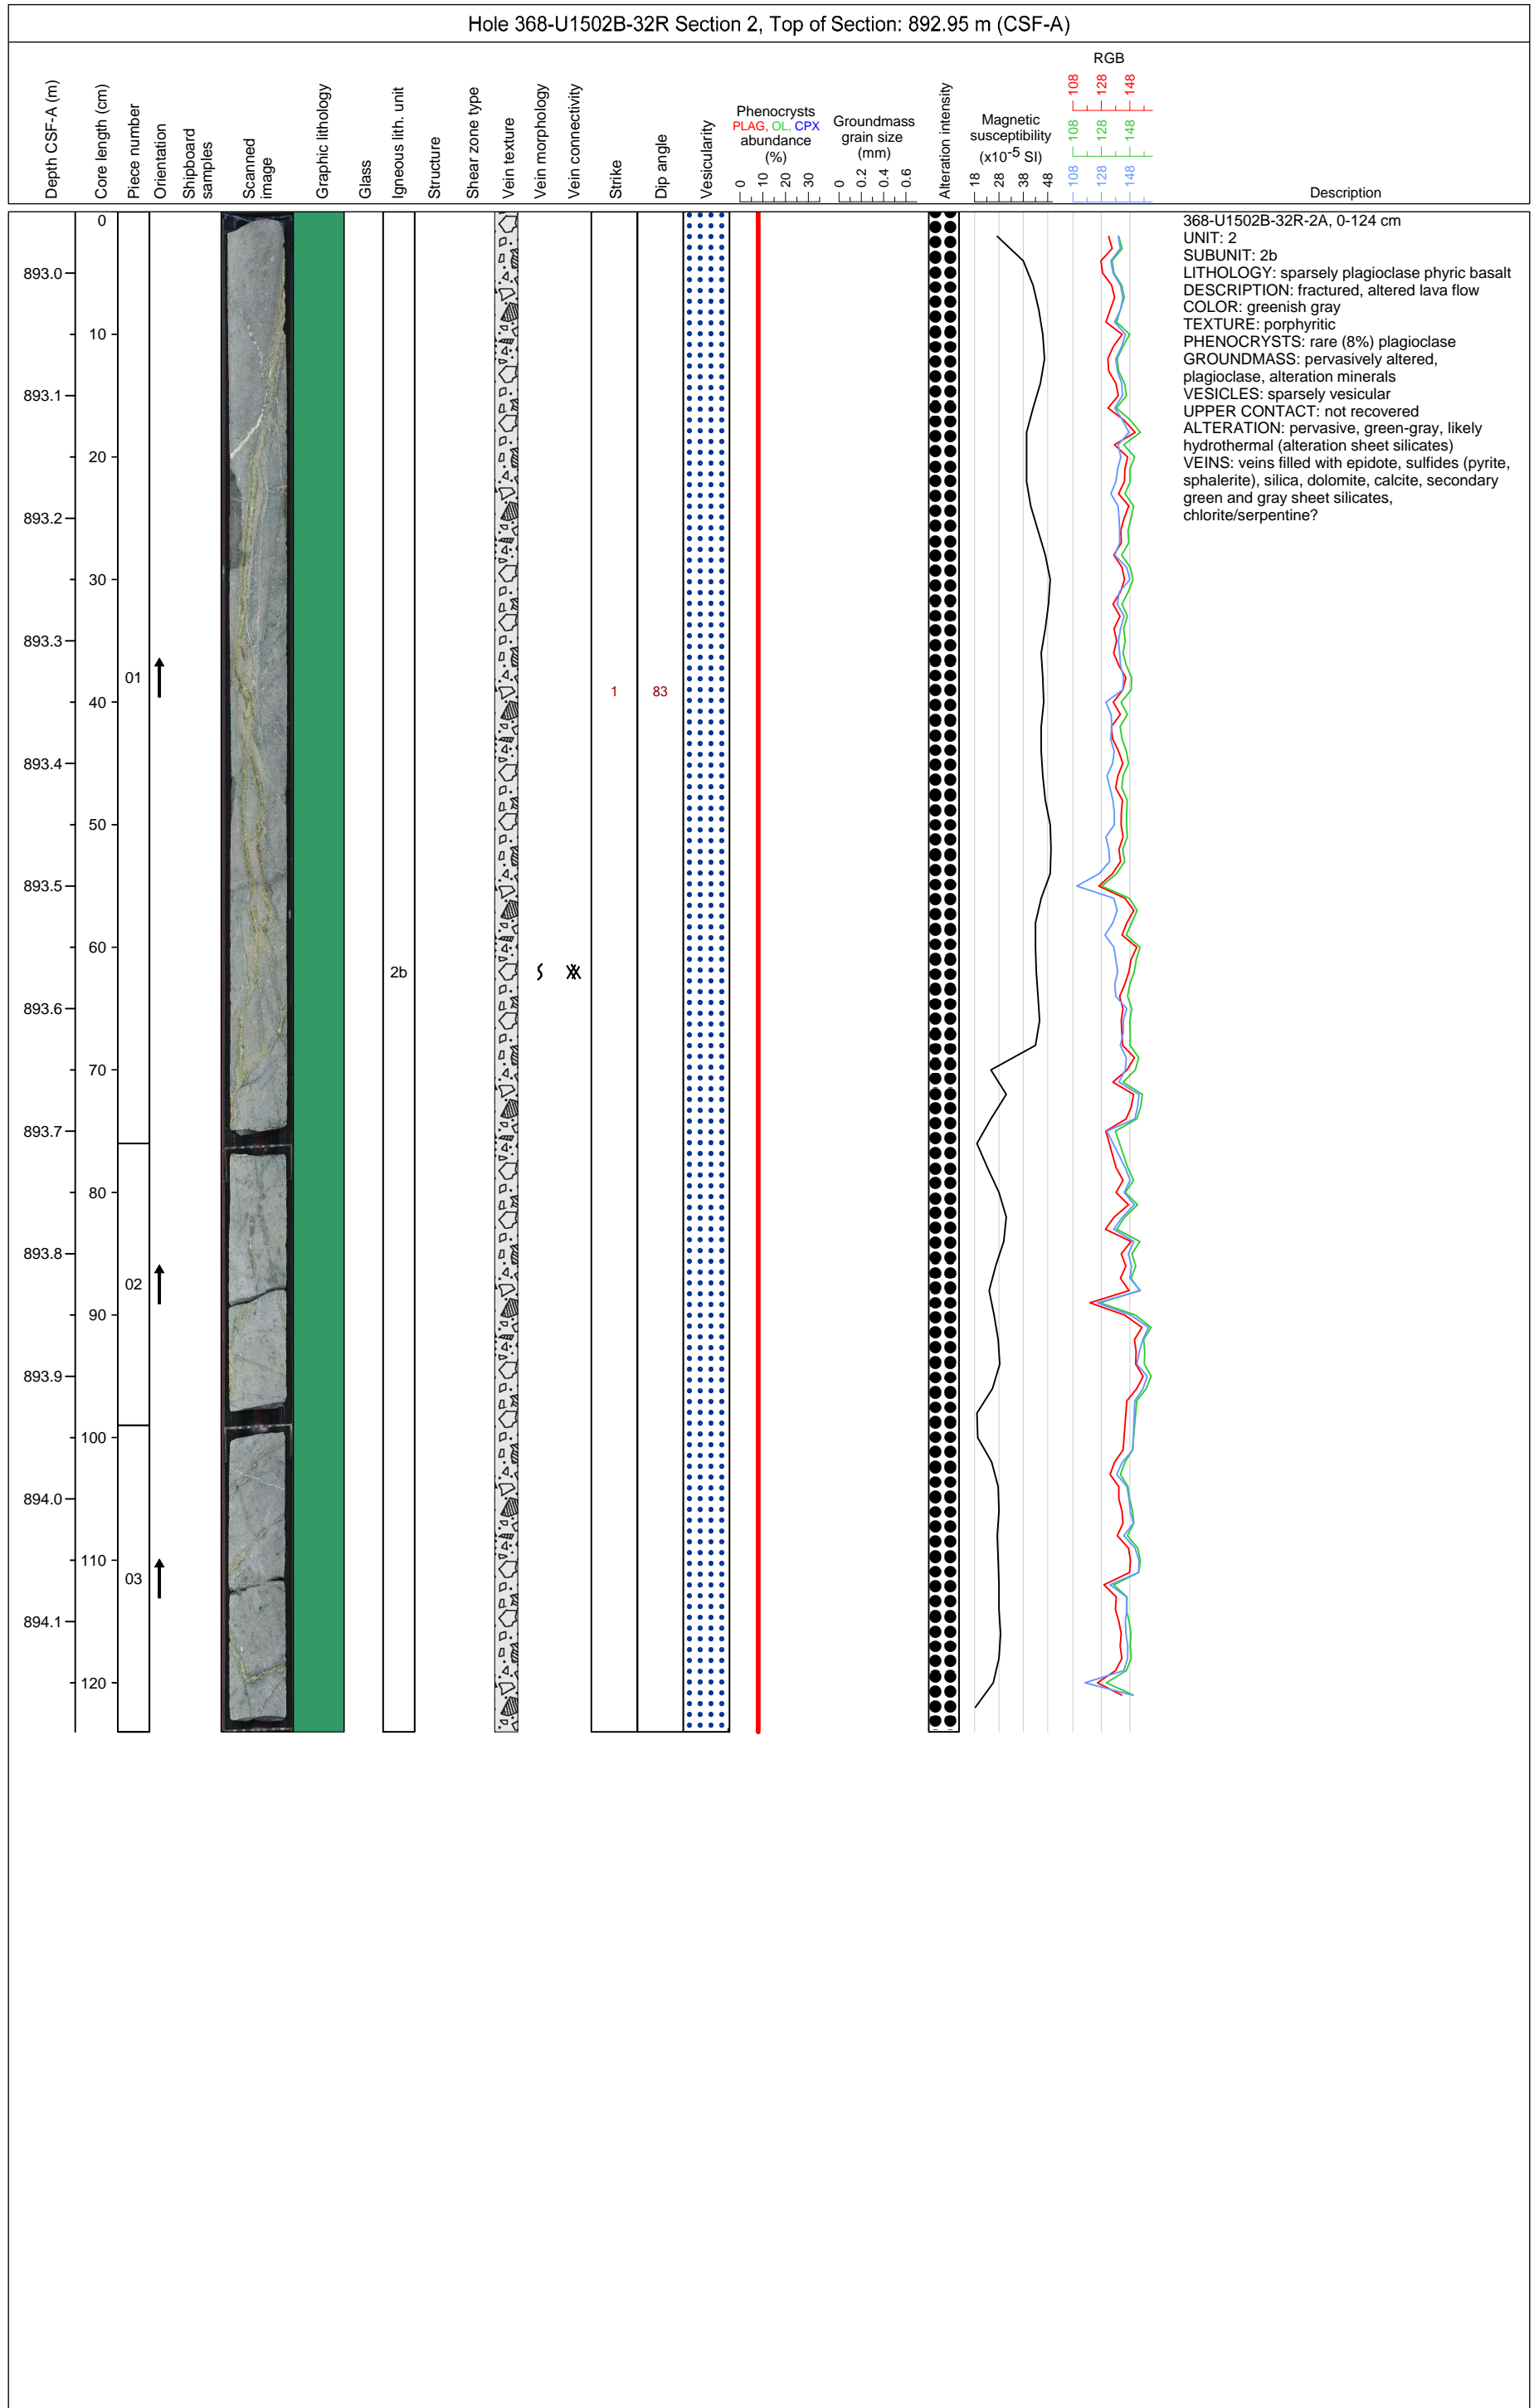 Hole 368-U1502B-32R Section 2, Top of Section: 892.95 m (CSF-A)
Depth CSF-A (m)
Core length (cm)
Piece number
Orientation
Shipboard
samples
Scanned
image
Graphic lithology
Glass
Igneous lith. unit
Structure
Shear zone type
Vein texture
Vein morphology
Vein connectivity
Strike
Dip angle
Vesicularity
Phenocrysts
PLAG, OL, CPX
abundance
(%)
0 10 20 30
Groundmass
grain size
(mm)
0 0.2 0.4 0.6
Alteration intensity
Magnetic
susceptibility
(x10-5 SI)
18 28 38 48
RGB
108 128 148
108 128 148
108 128 148
Description
893.0
893.1
893.2
893.3
893.4
893.5
893.6
893.7
893.8
893.9
894.0
894.1
0
10
20
30
40
50
60
70
80
90
100
110
120
01
02
03
2b
1
83
368-U1502B-32R-2A, 0-124 cm
UNIT: 2
SUBUNIT: 2b
LITHOLOGY: sparsely plagioclase phyric basalt
DESCRIPTION: fractured, altered lava flow
COLOR: greenish gray
TEXTURE: porphyritic
PHENOCRYSTS: rare (8%) plagioclase
GROUNDMASS: pervasively altered,
plagioclase, alteration minerals
VESICLES: sparsely vesicular
UPPER CONTACT: not recovered
ALTERATION: pervasive, green-gray, likely
hydrothermal (alteration sheet silicates)
VEINS: veins filled with epidote, sulfides (pyrite,
sphalerite), silica, dolomite, calcite, secondary
green and gray sheet silicates,
chlorite/serpentine?